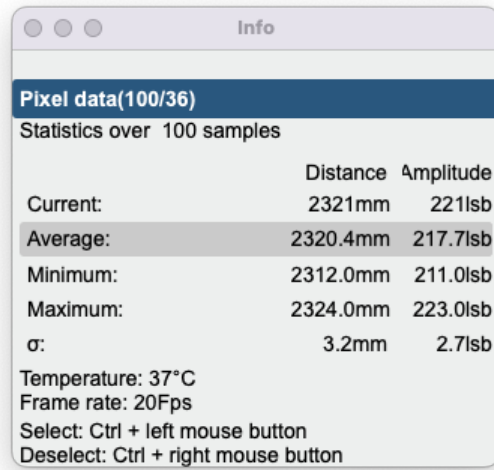 Info
Pixel data(100/36)
Statistics over 100 samples
Distance Amplitude
Current: 2321mm 221lsb
Average: 2320.4mm 217.7lsb
Minimum: 2312.0mm 211.0lsb
Maximum: 2324.0mm 223.0lsb
σ: 3.2mm 2.7lsb
Temperature: 37°C
Frame rate: 20Fps
Select: Ctrl + left mouse button
Deselect: Ctrl + right mouse button